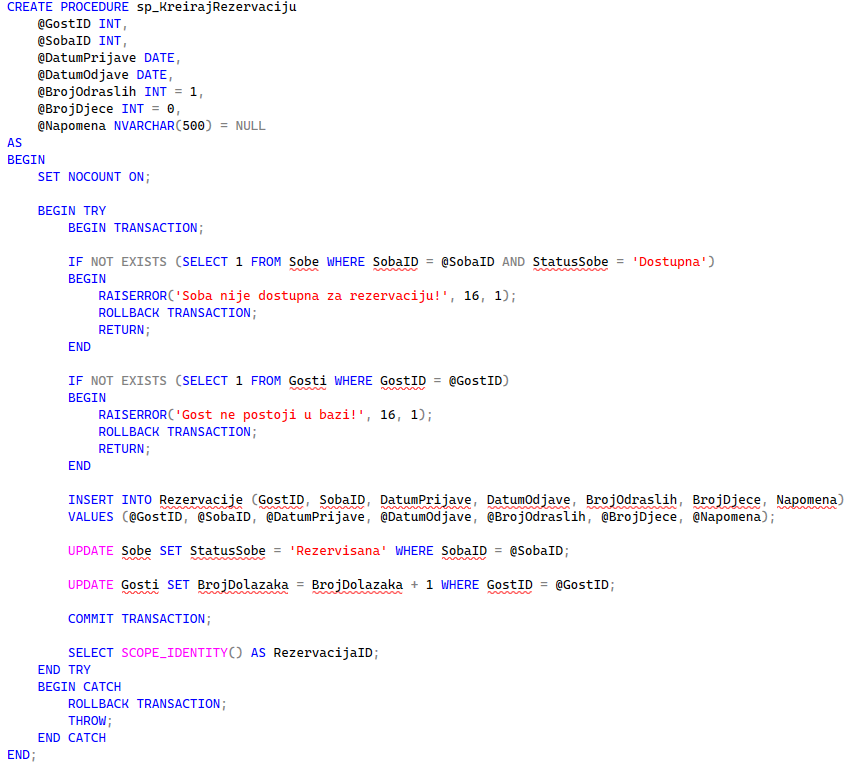 CREATE PROCEDURE sp_KreirajRezervaciju
    @GostID INT,
    @SobaID INT,
    @DatumPrijave DATE,
    @DatumOdjave DATE,
    @BrojOdraslih INT = 1,
    @BrojDjece INT = 0,
    @Napomena NVARCHAR(500) = NULL
AS
BEGIN
    SET NOCOUNT ON;

    BEGIN TRY
        BEGIN TRANSACTION;

        IF NOT EXISTS (SELECT 1 FROM Sobe WHERE SobaID = @SobaID AND StatusSobe = 'Dostupna')
        BEGIN
            RAISERROR('Soba nije dostupna za rezervaciju!', 16, 1);
            ROLLBACK TRANSACTION;
            RETURN;
        END

        IF NOT EXISTS (SELECT 1 FROM Gosti WHERE GostID = @GostID)
        BEGIN
            RAISERROR('Gost ne postoji u bazi!', 16, 1);
            ROLLBACK TRANSACTION;
            RETURN;
        END

        INSERT INTO Rezervacije (GostID, SobaID, DatumPrijave, DatumOdjave, BrojOdraslih, BrojDjece, Napomena)
        VALUES (@GostID, @SobaID, @DatumPrijave, @DatumOdjave, @BrojOdraslih, @BrojDjece, @Napomena);

        UPDATE Sobe SET StatusSobe = 'Rezervisana' WHERE SobaID = @SobaID;

        UPDATE Gosti SET BrojDolazaka = BrojDolazaka + 1 WHERE GostID = @GostID;

        COMMIT TRANSACTION;

        SELECT SCOPE_IDENTITY() AS RezervacijaID;
    END TRY
    BEGIN CATCH
        ROLLBACK TRANSACTION;
        THROW;
    END CATCH
END;